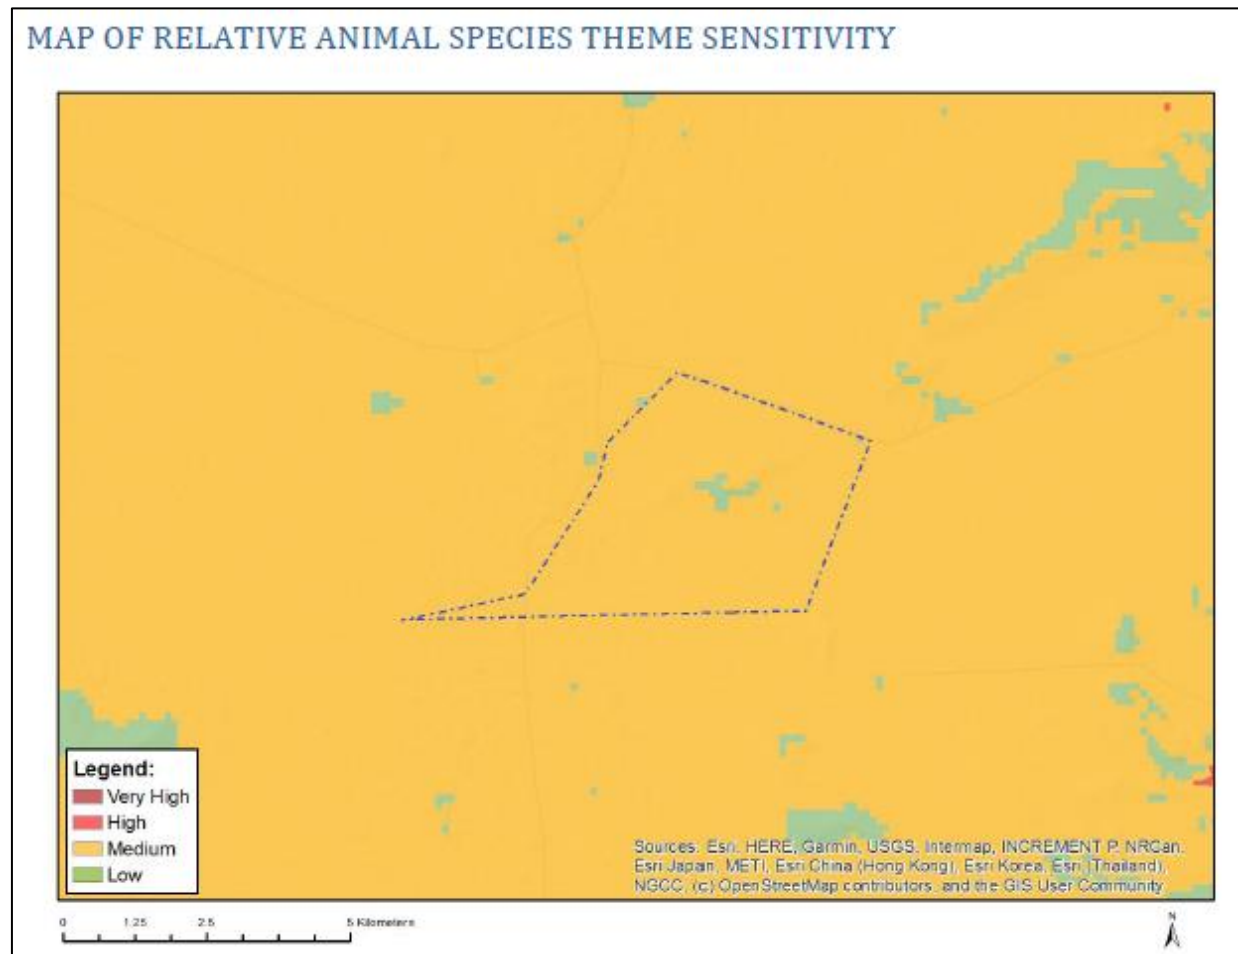 MAP OF RELATIVE ANIMAL SPECIES THEME SENSITIVITY
Legend:
Very High
High
Medium
Low
Sources: Esri, HERE, Garmin, USGS, Intermap, INCREMENT P, NRCan,
Esri Japan, METI, Esri China (Hong Kong), Esri Korea, Esri (Thailand),
NGCC, (c) OpenStreetMap contributors, and the GIS User Community
0 1.25 2.5 5 Kilometers
N